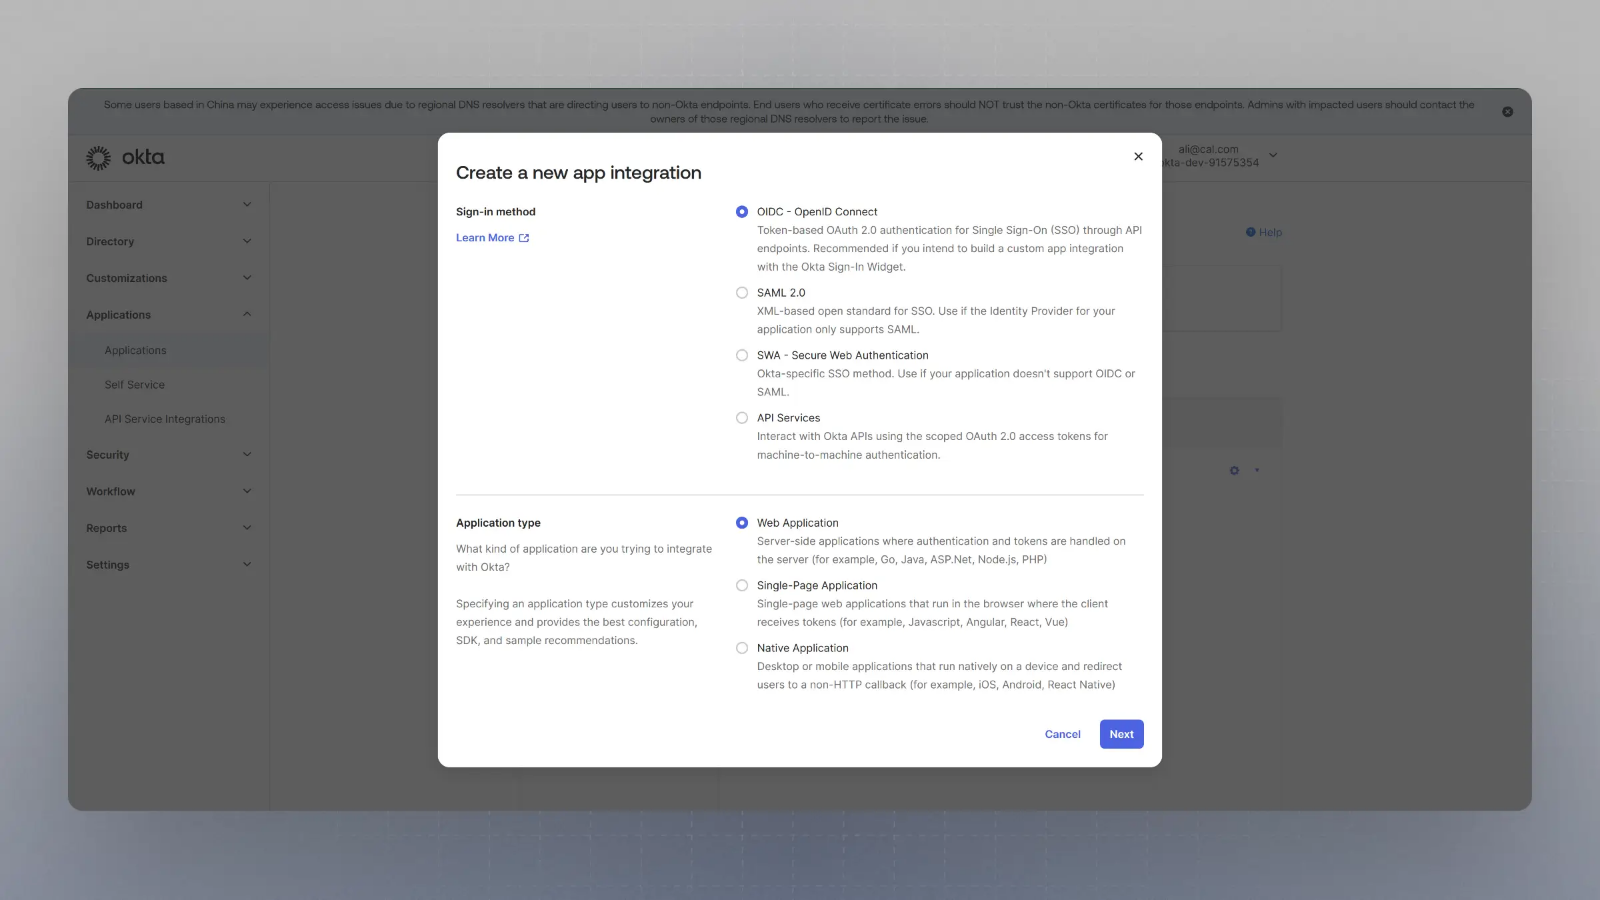 Some users based in China may experience access issues due to regional DNS resolvers that are directing users to non-Okta endpoints. End users who receive certificate errors should NOT trust the non-Okta certificates for those endpoints. Admins with impacted users should contact the
owners of those regional DNS resolvers to report the issue.
okta
ali@cal.com
kta-dev-91575354
Dashboard
Directory
Customizations
Applications
Applications
Self Service
API Service Integrations
Security
Workflow
Reports
Settings
Help
Create a new app integration
Sign-in method
Learn More
OIDC - OpenID Connect
Token-based OAuth 2.0 authentication for Single Sign-On (SSO) through API
endpoints. Recommended if you intend to build a custom app integration
with the Okta Sign-In Widget.
SAML 2.0
XML-based open standard for SSO. Use if the Identity Provider for your
application only supports SAML.
SWA - Secure Web Authentication
Okta-specific SSO method. Use if your application doesn't support OIDC or
SAML.
API Services
Interact with Okta APIs using the scoped OAuth 2.0 access tokens for
machine-to-machine authentication.
Application type
What kind of application are you trying to integrate
with Okta?
Specifying an application type customizes your
experience and provides the best configuration,
SDK, and sample recommendations.
Web Application
Server-side applications where authentication and tokens are handled on
the server (for example, Go, Java, ASP.Net, Node.js, PHP)
Single-Page Application
Single-page web applications that run in the browser where the client
receives tokens (for example, Javascript, Angular, React, Vue)
Native Application
Desktop or mobile applications that run natively on a device and redirect
users to a non-HTTP callback (for example, iOS, Android, React Native)
Cancel
Next